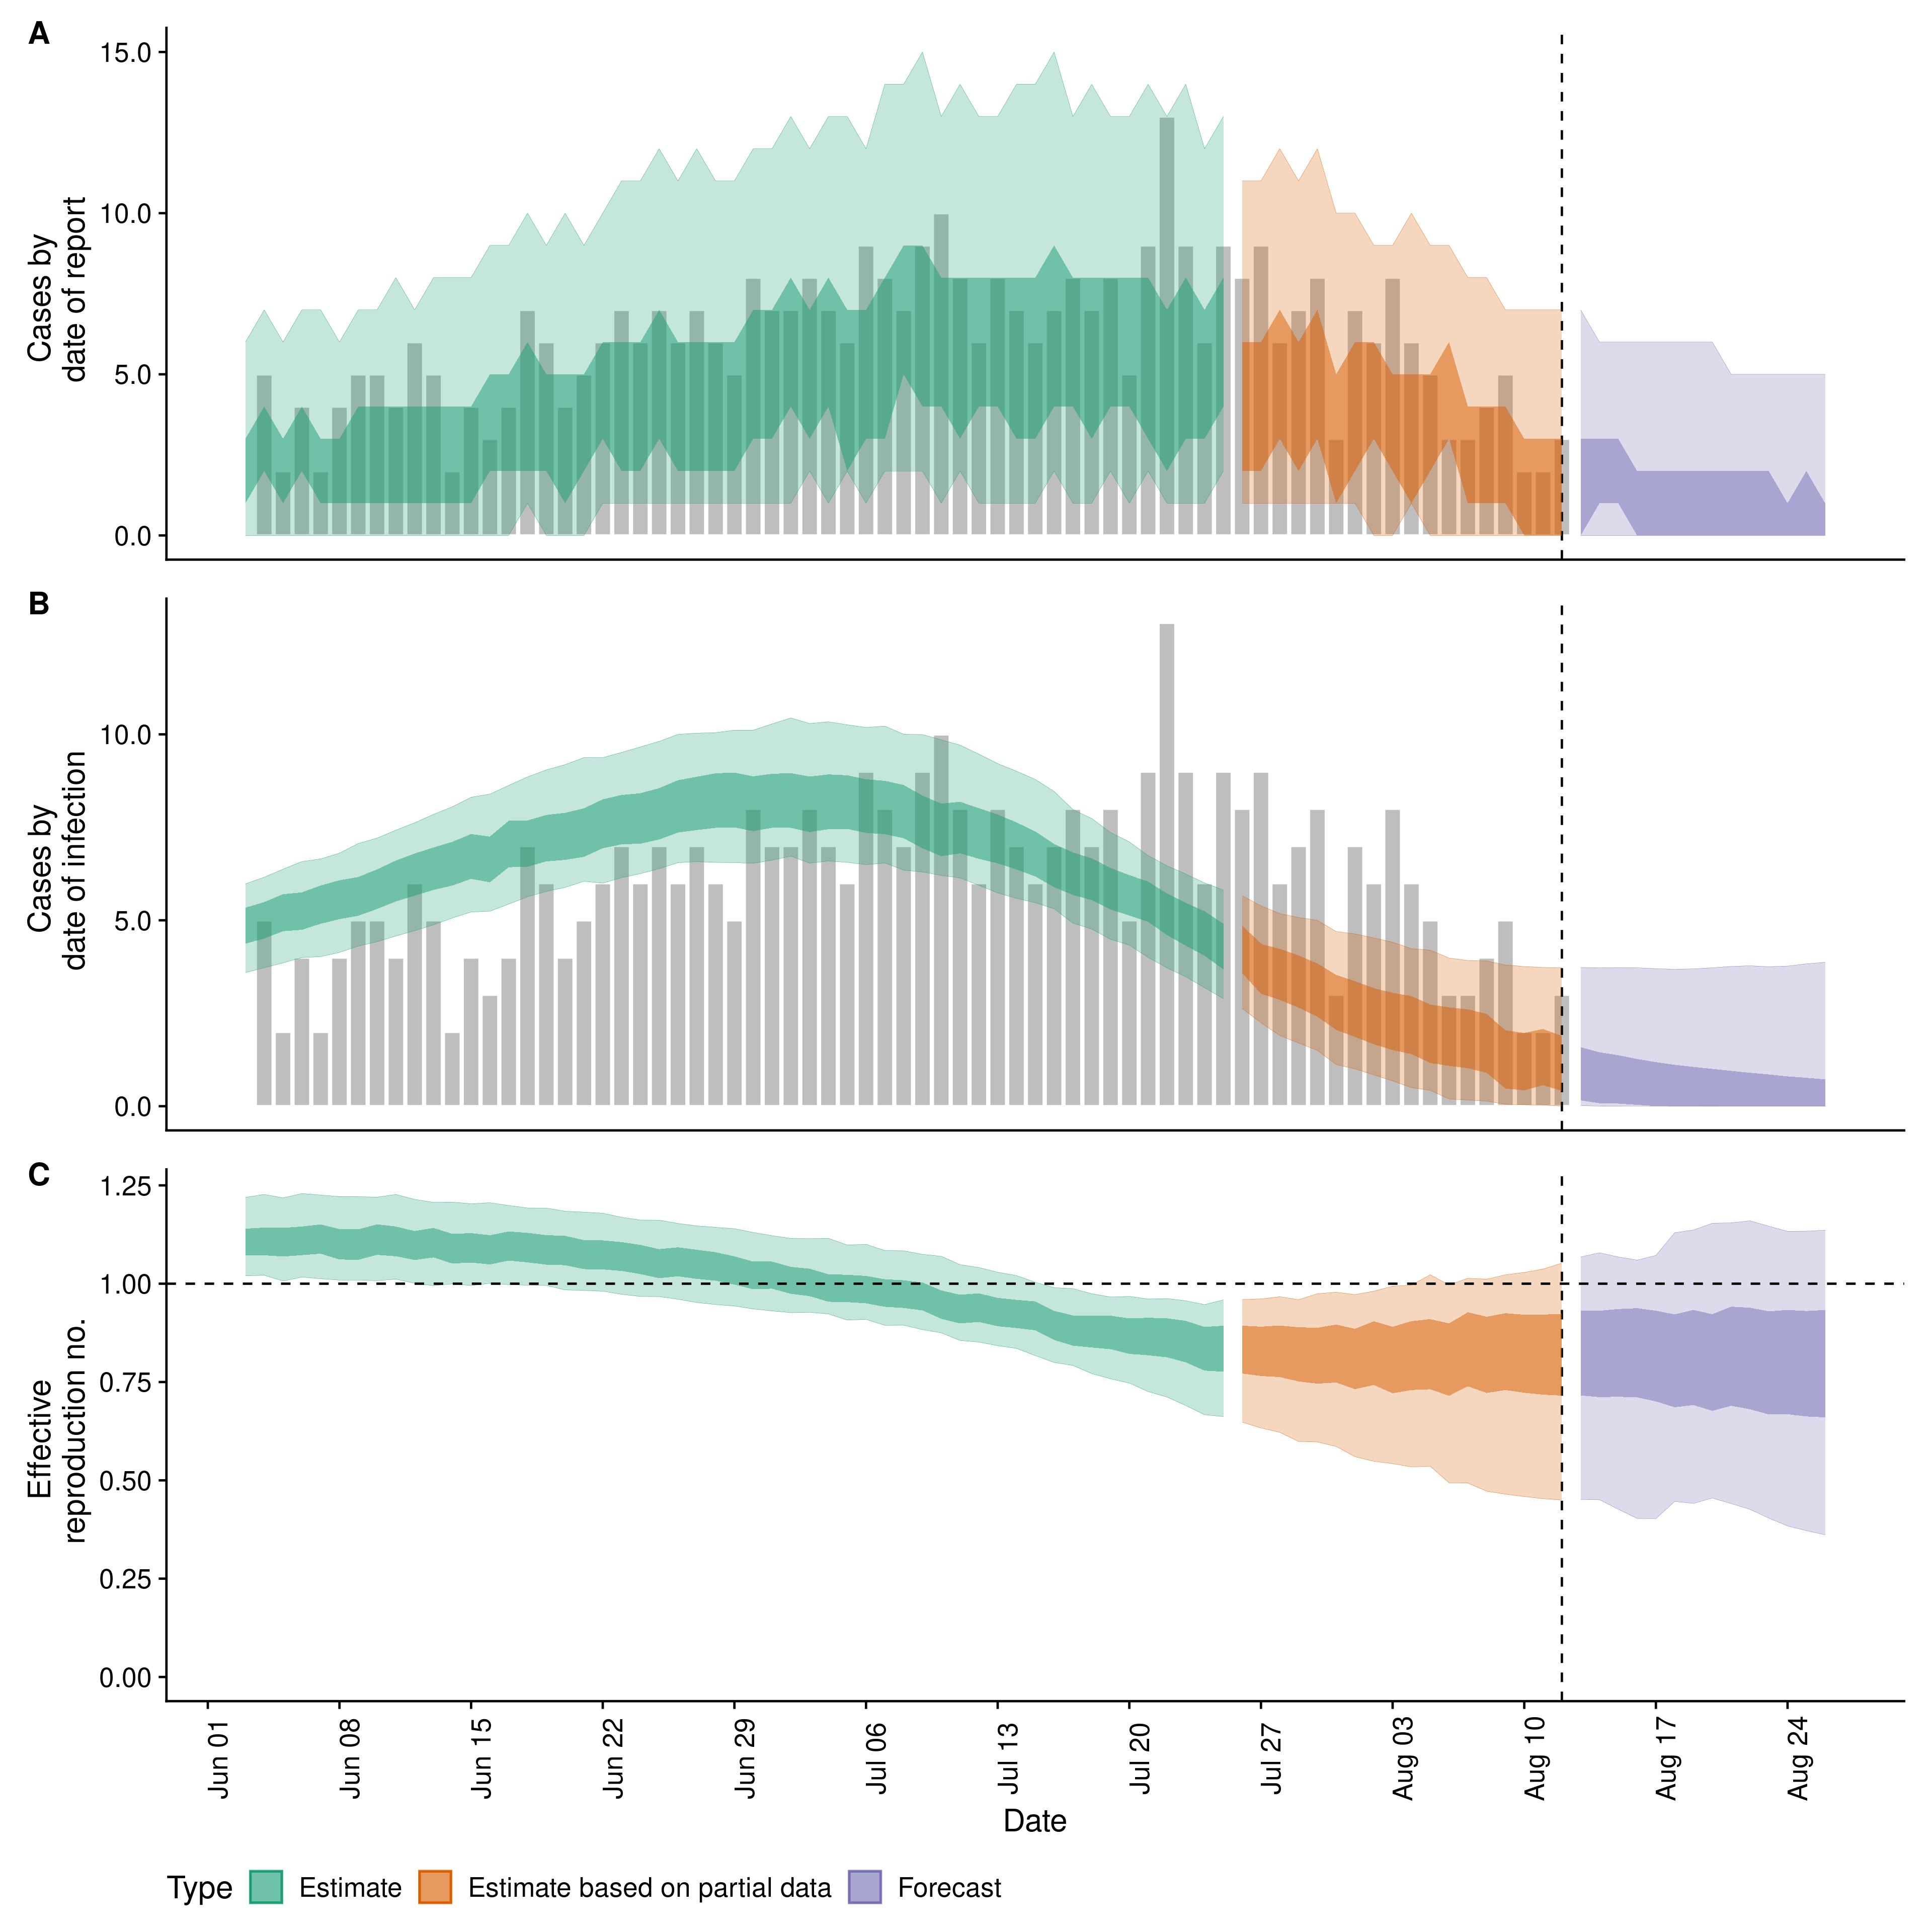 A
Cases by
date of report
15.0
10.0
5.0
0.0
B
Cases by
date of infection
10.0
5.0
0.0
C
Effective
reproduction no.
1.25
1.00
0.75
0.50
0.25
0.00
Jun 01
Jun 08
Jun 15
Jun 22
Jun 29
Jul 06
Jul 13
Jul 20
Jul 27
Aug 03
Aug 10
Aug 17
Aug 24
Date
Type Estimate Estimate based on partial data Forecast